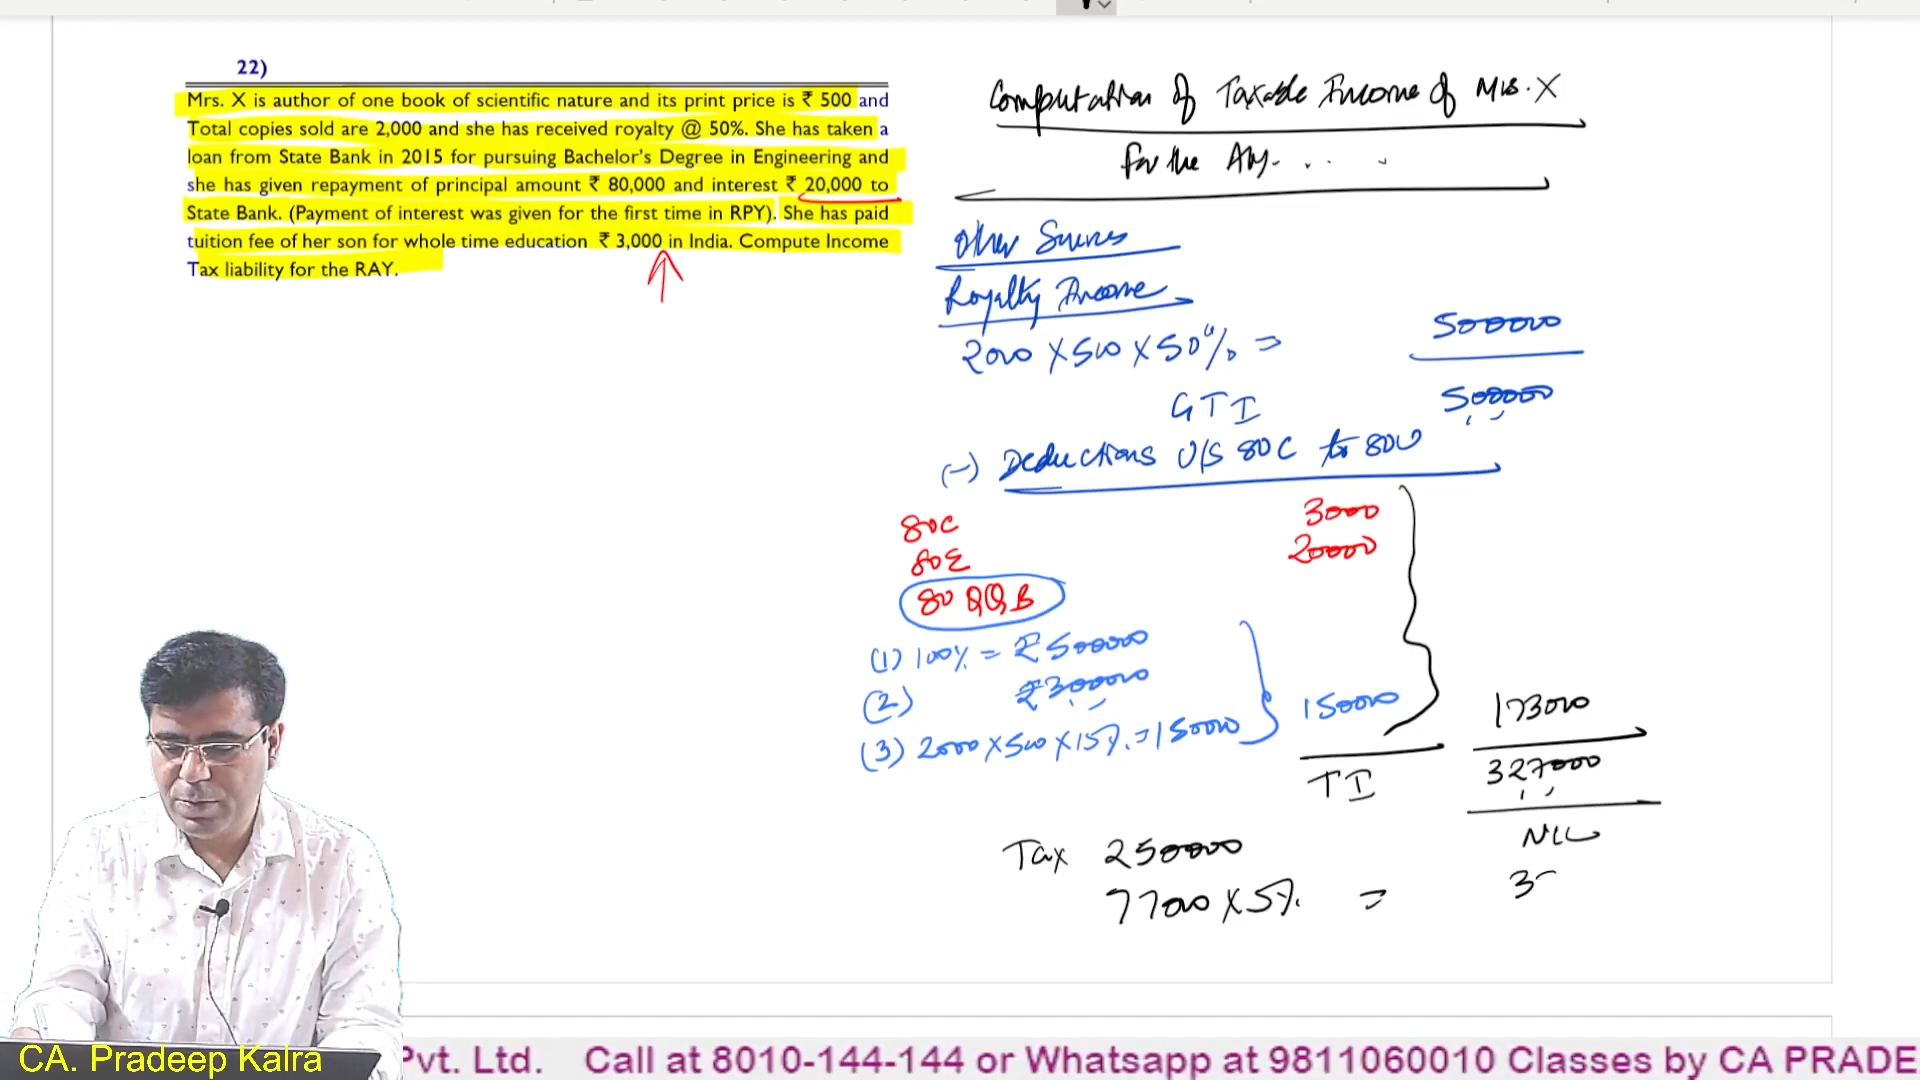 22)
Mrs. X is author of one book of scientific nature and its print price is ₹ 500 and
Total copies sold are 2,000 and she has received royalty @ 50%. She has taken a
loan from State Bank in 2015 for pursuing Bachelor's Degree in Engineering and
she has given repayment of principal amount ₹ 80,000 and interest ₹ 20,000 to
State Bank. (Payment of interest was given for the first time in RPY). She has paid
tuition fee of her son for whole time education ₹ 3,000 in India. Compute Income
Tax liability for the RAY.
Computation of Taxable Income of Mrs. X
for the A.y. . . .
Other Sources
Royalty Income
2000 X 500 X 50% = 500000
GTI 500000
(-) Deductions U/S 80C to 80U
80C 3000
80E 20000
80 QQB
(1) 100% = ₹500000
(2) ₹300000
(3) 2000 X 500 X 15% = 150000 150000 173000
TI 327000
Tax 250000 NIL
77000 X 5% = 3
CA. Pradeep Kalra
Pvt. Ltd. Call at 8010-144-144 or Whatsapp at 9811060010 Classes by CA PRADE